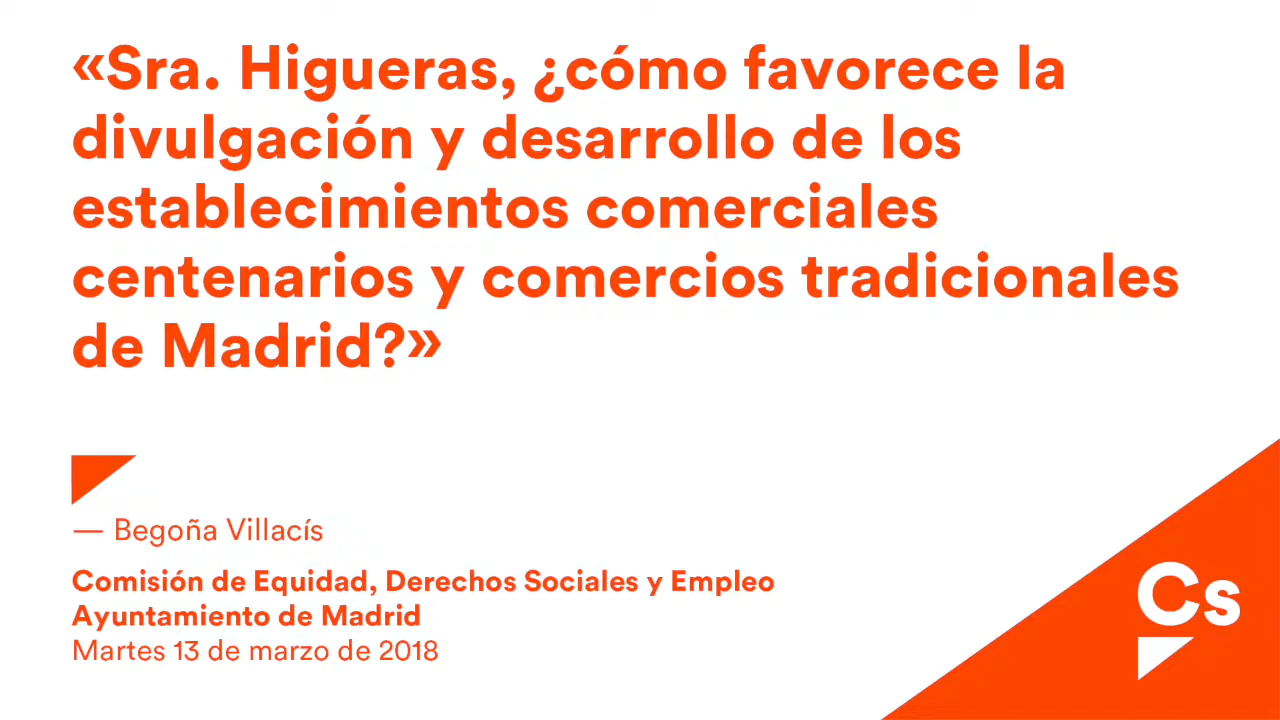 «Sra. Higueras, ¿cómo favorece la
divulgación y desarrollo de los
establecimientos comerciales
centenarios y comercios tradicionales
de Madrid?»
— Begoña Villacís
Comisión de Equidad, Derechos Sociales y Empleo
Ayuntamiento de Madrid
Martes 13 de marzo de 2018
Cs